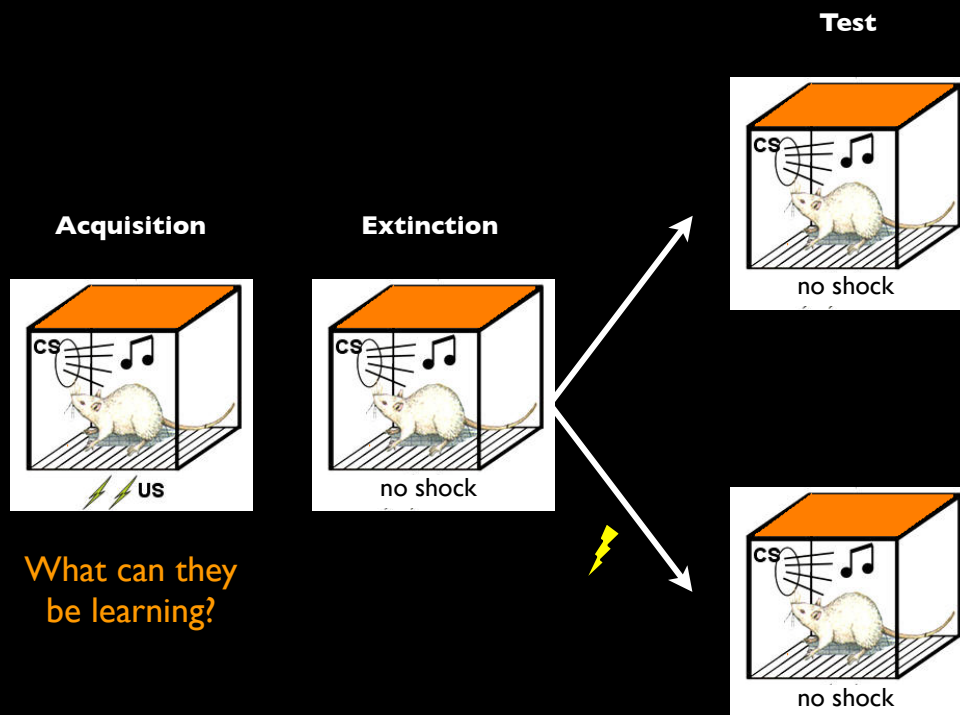 Test
CS
no shock
Acquisition
Extinction
CS
US
CS
no shock
What can they
be learning?
CS
no shock